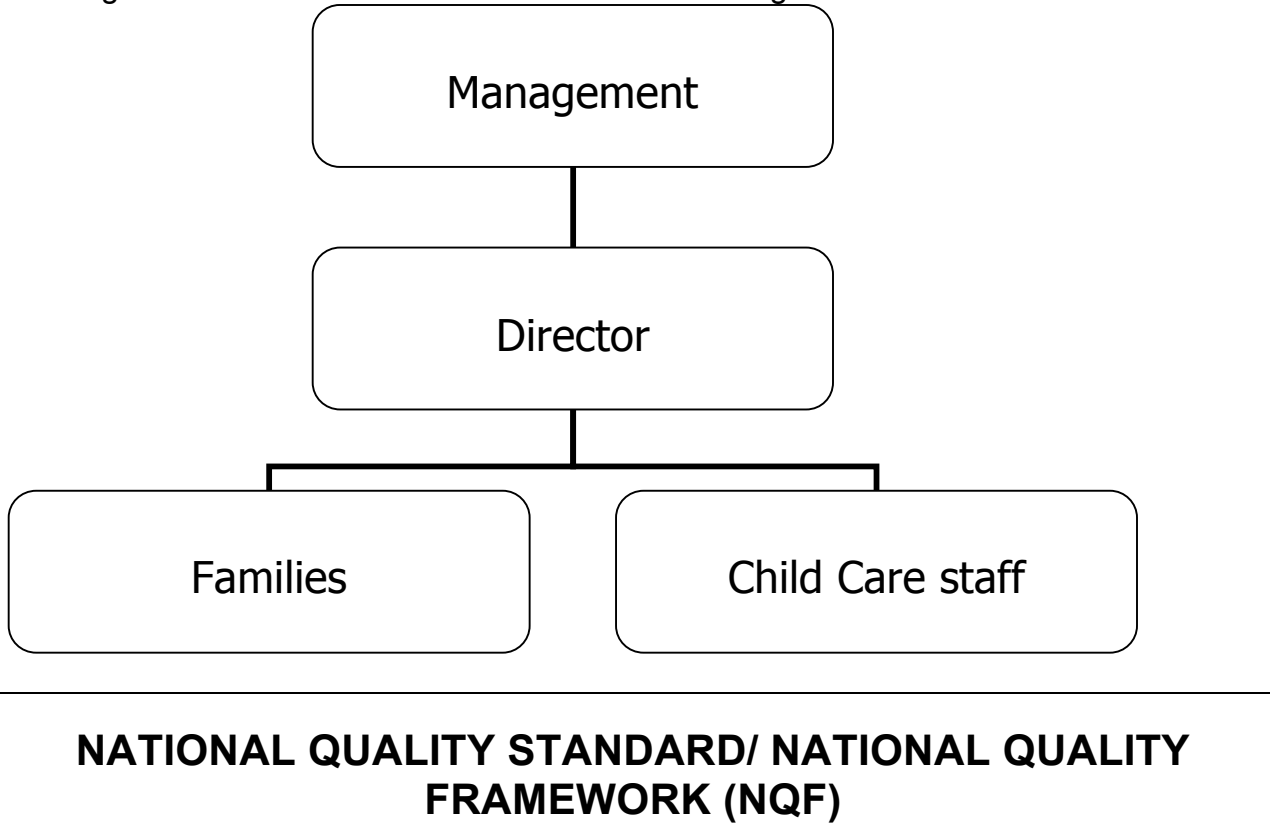 Management
Director
Families
Child Care staff
NATIONAL QUALITY STANDARD/ NATIONAL QUALITY
FRAMEWORK (NQF)